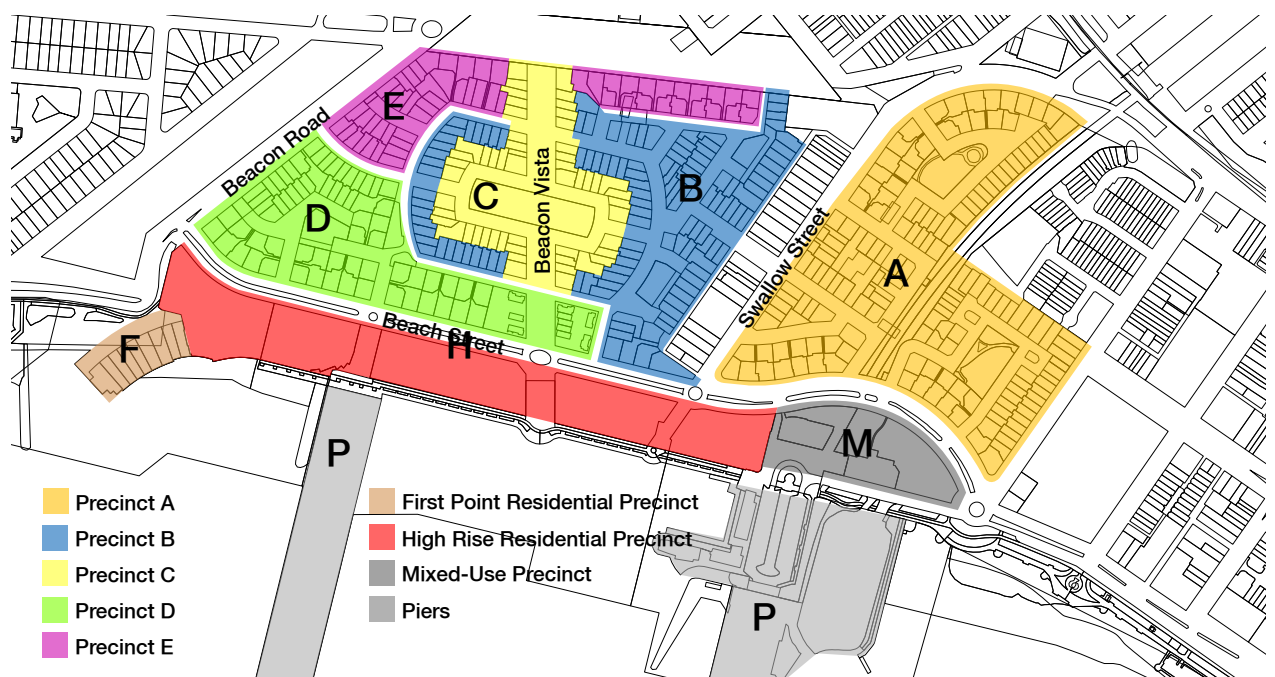 E
Beacon Road
D
C
Beacon Vista
B
Swallow Street
A
F
Beach Street
H
P
M
P
Precinct A
Precinct B
Precinct C
Precinct D
Precinct E
First Point Residential Precinct
High Rise Residential Precinct
Mixed-Use Precinct
Piers